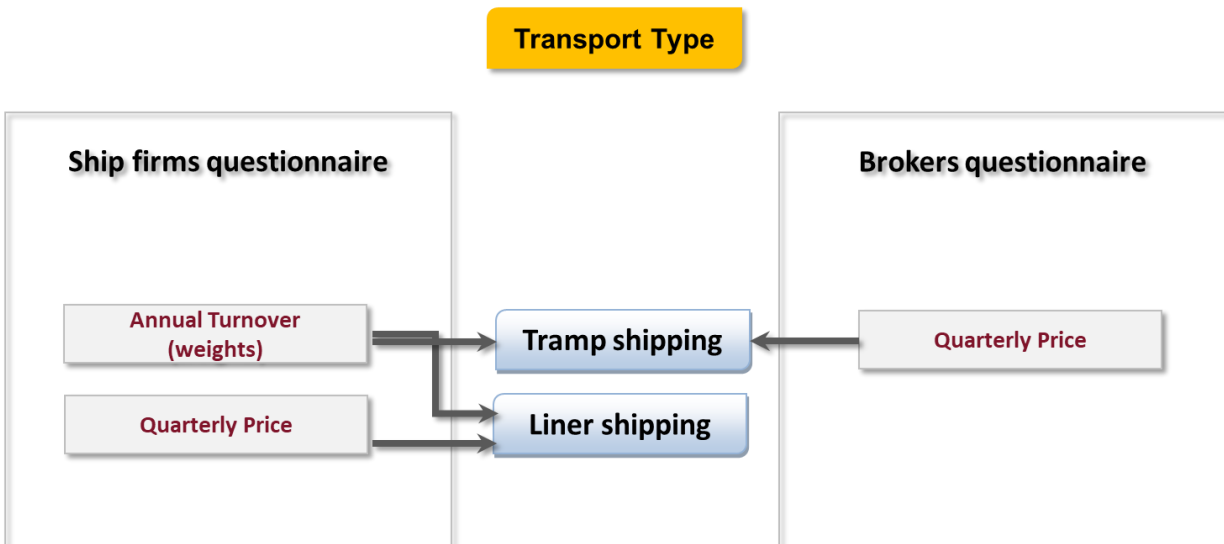 Transport Type
Ship firms questionnaire
Brokers questionnaire
Annual Turnover
(weights)
Tramp shipping
Quarterly Price
Quarterly Price
Liner shipping